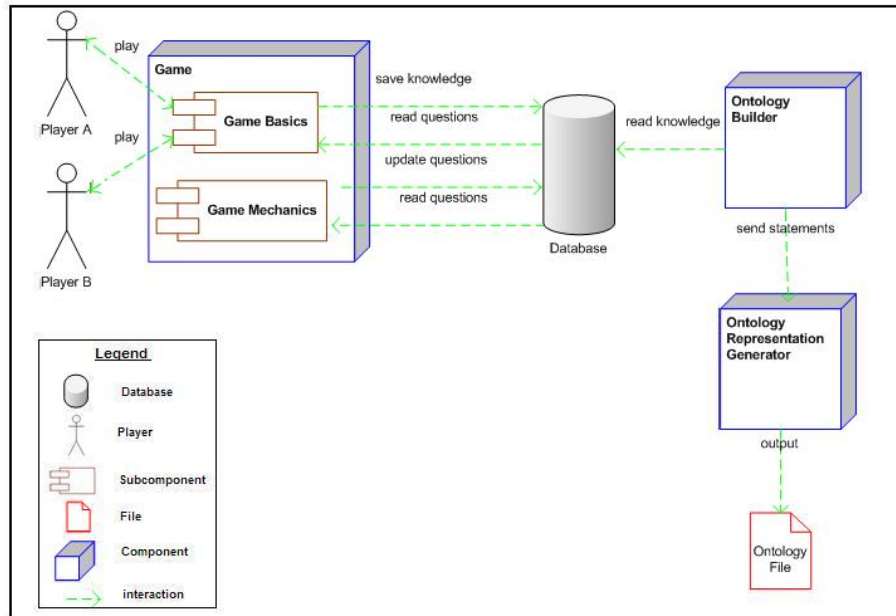 play
Player A
play
Player B
Game
Game Basics
Game Mechanics
save knowledge
read questions
update questions
read questions
Database
read knowledge
Ontology
Builder
send statements
Ontology
Representation
Generator
output
Ontology
File
Legend
Database
Player
Subcomponent
File
Component
interaction